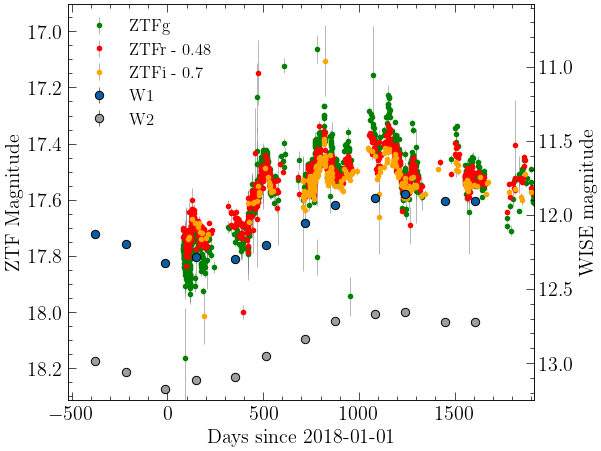 17.0
17.2
17.4
17.6
17.8
18.0
18.2
ZTF Magnitude
ZTFg
ZTFr - 0.48
ZTFi - 0.7
W1
W2
11.0
11.5
12.0
12.5
13.0
WISE magnitude
−500
0
500
1000
1500
Days since 2018-01-01